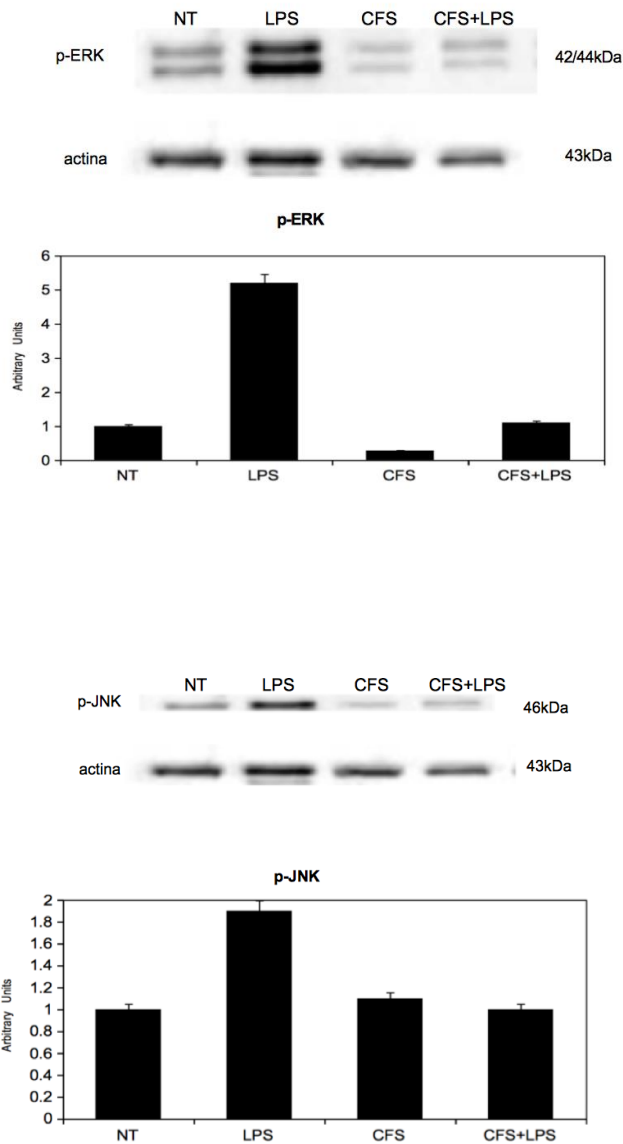 NT LPS CFS CFS+LPS
p-ERK 42/44kDa
actina 43kDa
p-ERK
6
5
4
3
2
1
0
Arbitrary Units
NT LPS CFS CFS+LPS
NT LPS CFS CFS+LPS
p-JNK 46kDa
actina 43kDa
p-JNK
2
1.8
1.6
1.4
1.2
1
0.8
0.6
0.4
0.2
0
Arbitrary Units
NT LPS CFS CFS+LPS